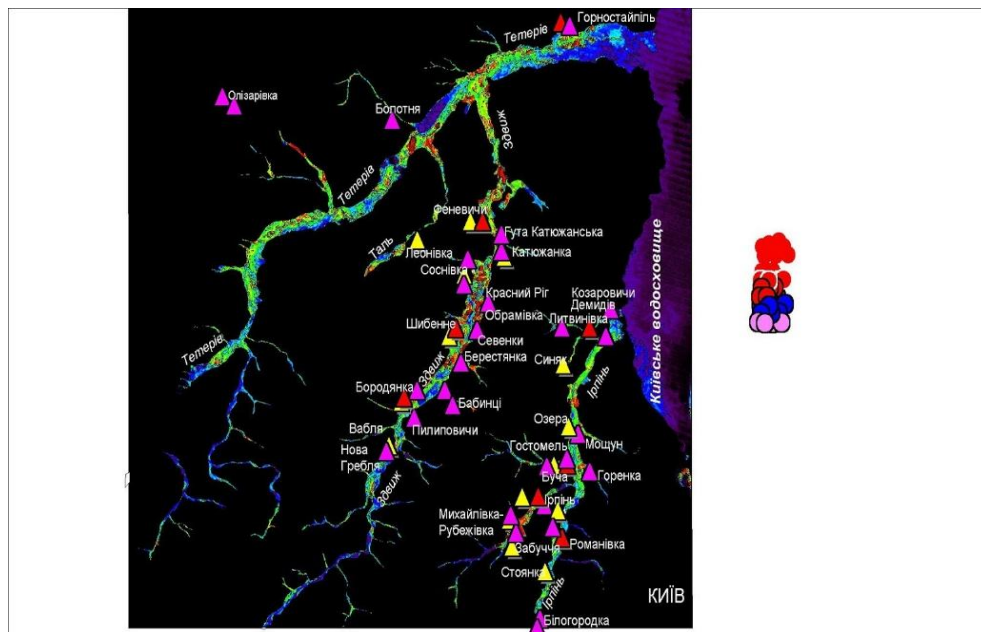 Тетерів
Горностайпіль
Олізарівка
Болотня
Здвиж
Тетерів
Феневичи
Гута Катюжанська
Таль
Леонівка
Катюжанка
Соснівка
Красний Ріг
Козаровичи
Обрамівка
Демидів
Литвинівка
Київське водосховище
Шибенне
Севенки
Тетерів
Здвиж
Берестянка
Синяк
Ірпінь
Бородянка
Бабинці
Вабля
Пилиповичи
Озера
Нова
Гребля
Гостомель
Мощун
Буча
Горенка
Здвиж
Ірпінь
Михайлівка-
Рубежівка
Забуччя
Романівка
Стоянка
Ірпінь
КИЇВ
Білогородка